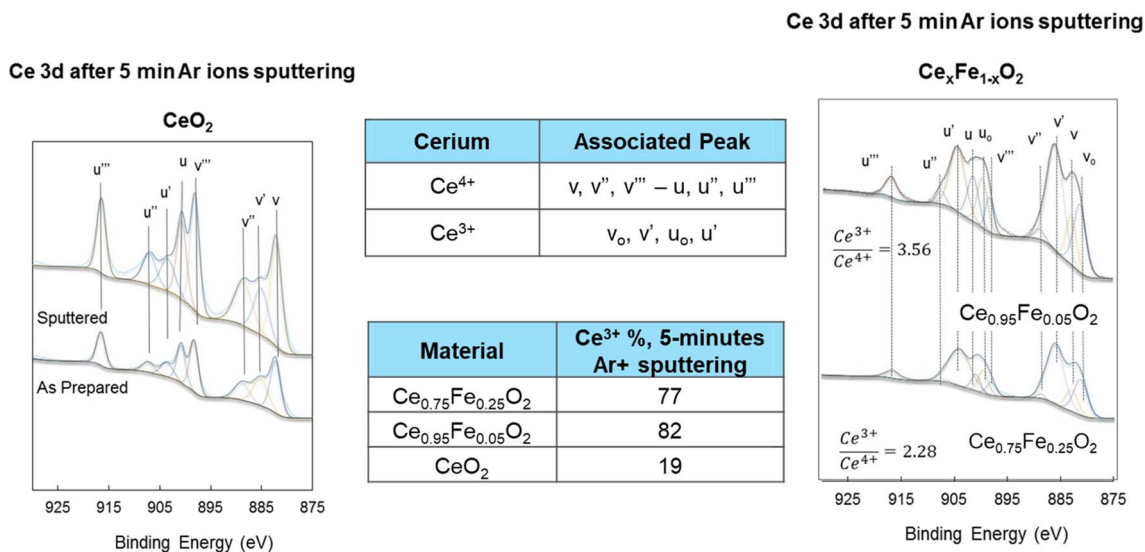 Ce 3d after 5 min Ar ions sputtering
CeO₂
u'''
u''
u'
u
v'''
v''
v'
v
Sputtered
As Prepared
925 915 905 895 885 875
Binding Energy (eV)
Cerium Associated Peak
Ce⁴⁺ v, v'', v''' – u, u'', u'''
Ce³⁺ vₒ, v', uₒ, u'
Material Ce³⁺ %, 5-minutes
Ar+ sputtering
Ce₀.₇₅Fe₀.₂₅O₂ 77
Ce₀.₉₅Fe₀.₀₅O₂ 82
CeO₂ 19
Ce 3d after 5 min Ar ions sputtering
CeₓFe₁₋ₓO₂
u'''
u''
u'
u
uₒ
v'''
v''
v'
v
vₒ
Ce³⁺/Ce⁴⁺ = 3.56
Ce₀.₉₅Fe₀.₀₅O₂
Ce³⁺/Ce⁴⁺ = 2.28
Ce₀.₇₅Fe₀.₂₅O₂
925 915 905 895 885 875
Binding Energy (eV)